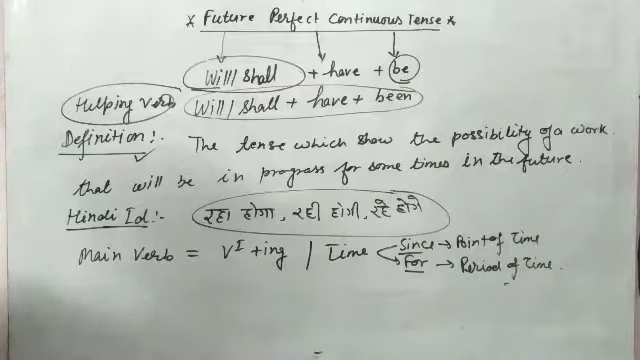 * Future Perfect Continuous Tense *
Will/shall + have + be
Helping verb Will/shall + have + been
Definition:- The tense which show the possibility of a work
that will be in progress for some times in the future.
Hindi Id:- रहा होगा, रही होगी, रहे होंगे
Main Verb = V^I + ing / Time Since → Point of Time
For → Period of Time.